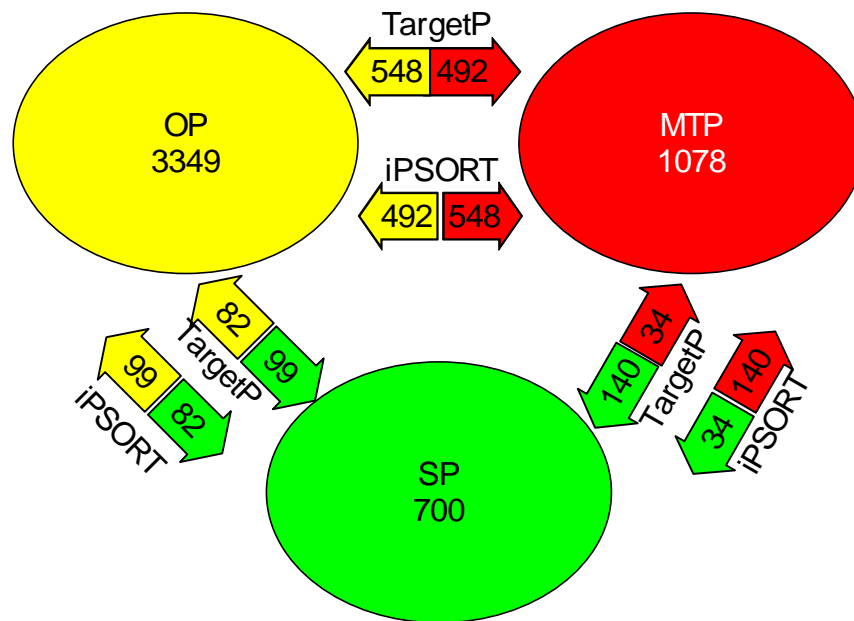 TargetP
548 492
OP
3349
MTP
1078
iPSORT
492 548
82 99
TargetP
99 82
iPSORT
34 140
TargetP
140 34
iPSORT
SP
700